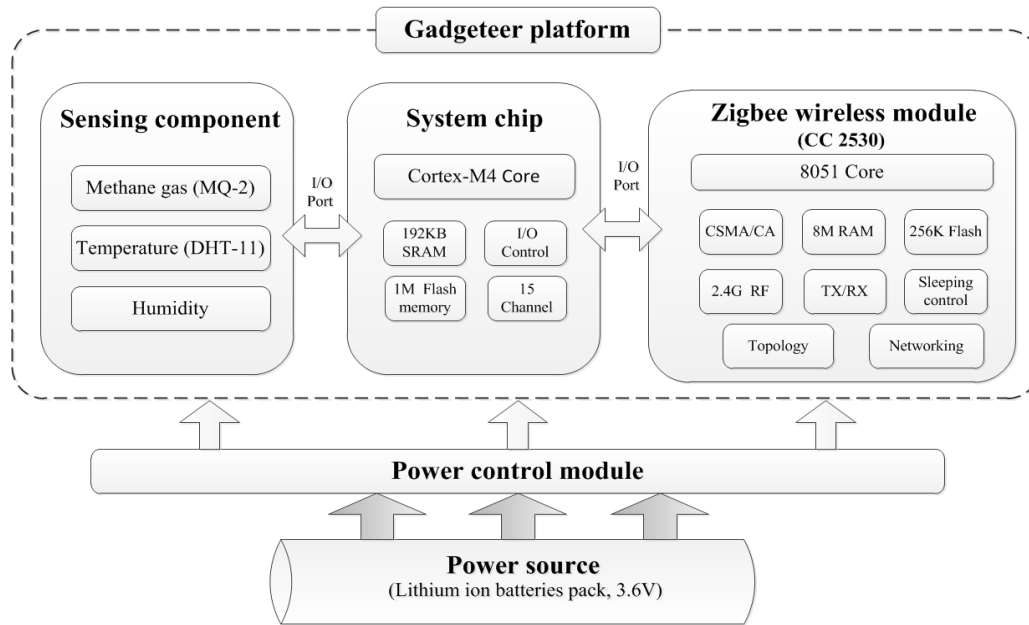 Gadgeteer platform
Sensing component
Methane gas (MQ-2)
Temperature (DHT-11)
Humidity
I/O
Port
System chip
Cortex-M4 Core
192KB
SRAM
I/O
Control
1M Flash
memory
15
Channel
I/O
Port
Zigbee wireless module
(CC 2530)
8051 Core
CSMA/CA
8M RAM
256K Flash
2.4G RF
TX/RX
Sleeping
control
Topology
Networking
Power control module
Power source
(Lithium ion batteries pack, 3.6V)